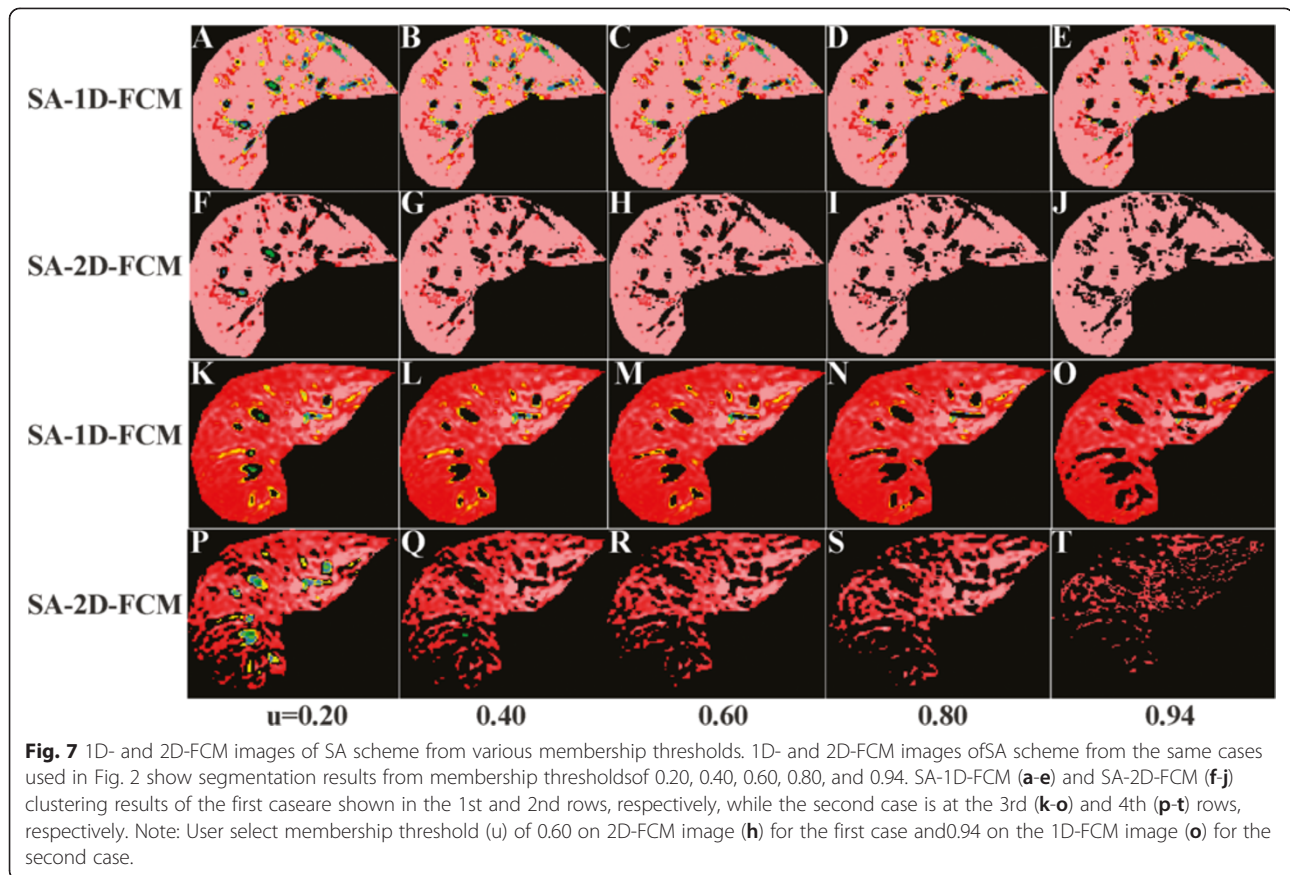 A B C D E
SA-1D-FCM
F G H I J
SA-2D-FCM
K L M N O
SA-1D-FCM
P Q R S T
SA-2D-FCM
u=0.20 0.40 0.60 0.80 0.94
Fig. 7 1D- and 2D-FCM images of SA scheme from various membership thresholds. 1D- and 2D-FCM images ofSA scheme from the same cases
used in Fig. 2 show segmentation results from membership thresholdsof 0.20, 0.40, 0.60, 0.80, and 0.94. SA-1D-FCM (a-e) and SA-2D-FCM (f-j)
clustering results of the first caseare shown in the 1st and 2nd rows, respectively, while the second case is at the 3rd (k-o) and 4th (p-t) rows,
respectively. Note: User select membership threshold (u) of 0.60 on 2D-FCM image (h) for the first case and0.94 on the 1D-FCM image (o) for the
second case.